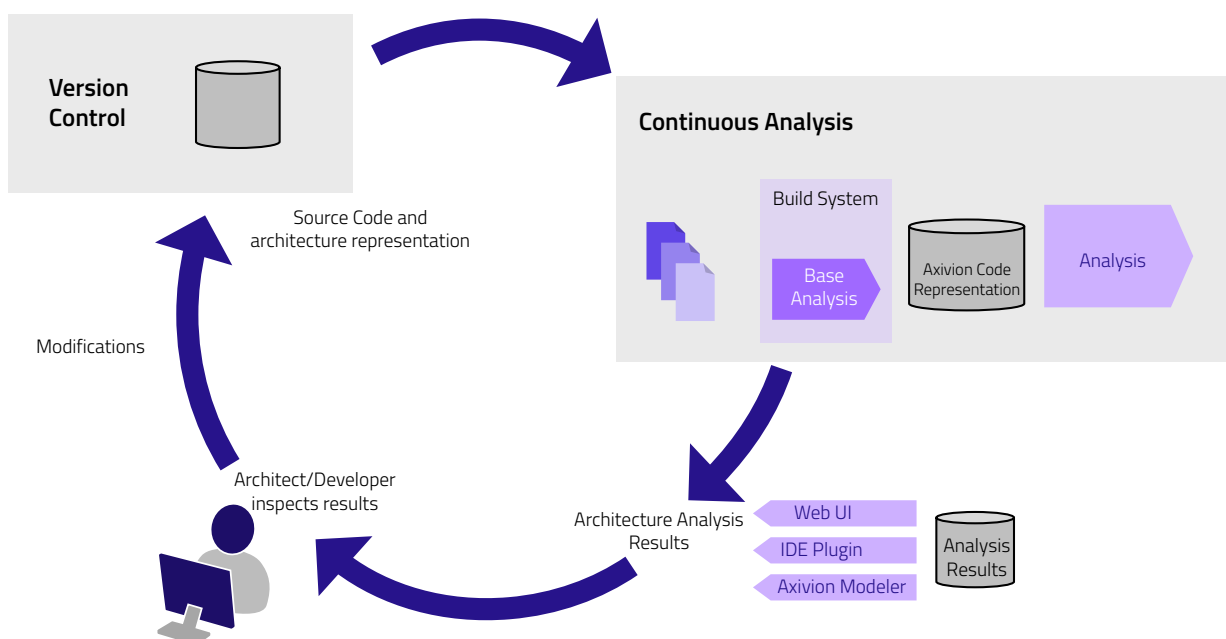 Version
Control
Continuous Analysis
Source Code and
architecture representation
Build System
Base
Analysis
Axivion Code
Representation
Analysis
Modifications
Architect/Developer
inspects results
Architecture Analysis
Results
Web UI
IDE Plugin
Axivion Modeler
Analysis
Results